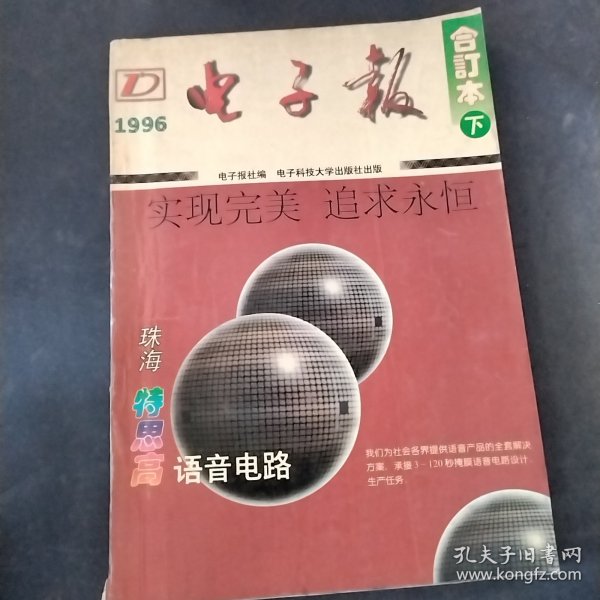 D
电子报
合訂本
下
1996
电子报社编 电子科技大学出版社出版
实现完美 追求永恒
珠海
特思高
语音电路
我们为社会各界提供语音产品的全套解决
方案、承接3-120秒掩膜语音电路设计、
生产任务
孔夫子旧书网
www.kongfz.com